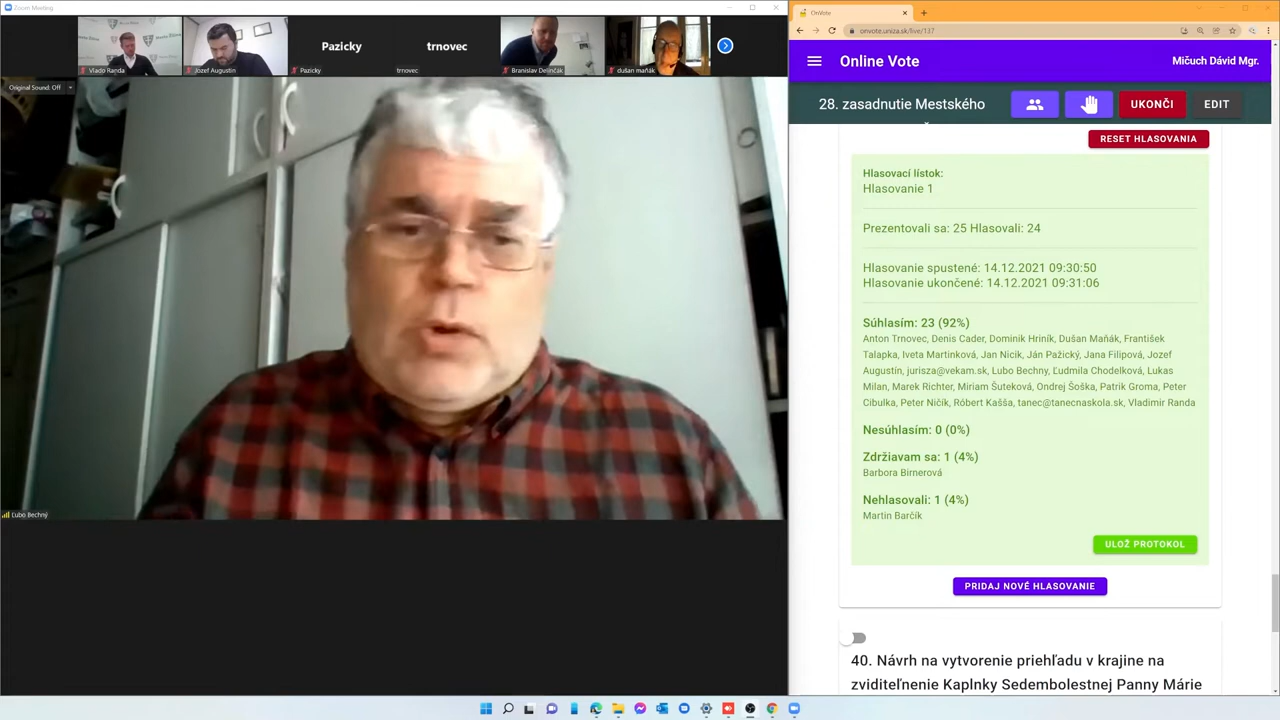 Zoom Meeting
Vlado Randa
Jozef Augustin
Pazicky
Pazicky
trnovec
trnovec
Branislav Delinčak
dušan maňák
Original Sound: Off
Ľubo Bechný
OnVote
onvote.uniza.sk/live/137
Online Vote
Mičuch Dávid Mgr.
28. zasadnutie Mestského
UKONČI
EDIT
RESET HLASOVANIA
Hlasovací lístok:
Hlasovanie 1
Prezentovali sa: 25 Hlasovali: 24
Hlasovanie spustené: 14.12.2021 09:30:50
Hlasovanie ukončené: 14.12.2021 09:31:06
Súhlasím: 23 (92%)
Anton Trnovec, Denis Cader, Dominik Hriník, Dušan Maňák, František
Talapka, Iveta Martinková, Jan Nicik, Ján Pažický, Jana Filipová, Jozef
Augustín, jurisza@vekam.sk, Lubo Bechny, Ľudmila Chodelková, Lukas
Milan, Marek Richter, Miriam Šuteková, Ondrej Šoška, Patrik Groma, Peter
Cibulka, Peter Ničík, Róbert Kašša, tanec@tanecnaskola.sk, Vladimir Randa
Nesúhlasím: 0 (0%)
Zdržiavam sa: 1 (4%)
Barbora Birnerová
Nehlasovali: 1 (4%)
Martin Barčík
ULOŽ PROTOKOL
PRIDAJ NOVÉ HLASOVANIE
40. Návrh na vytvorenie priehľadu v krajine na
zviditeľnenie Kaplnky Sedembolestnej Panny Márie